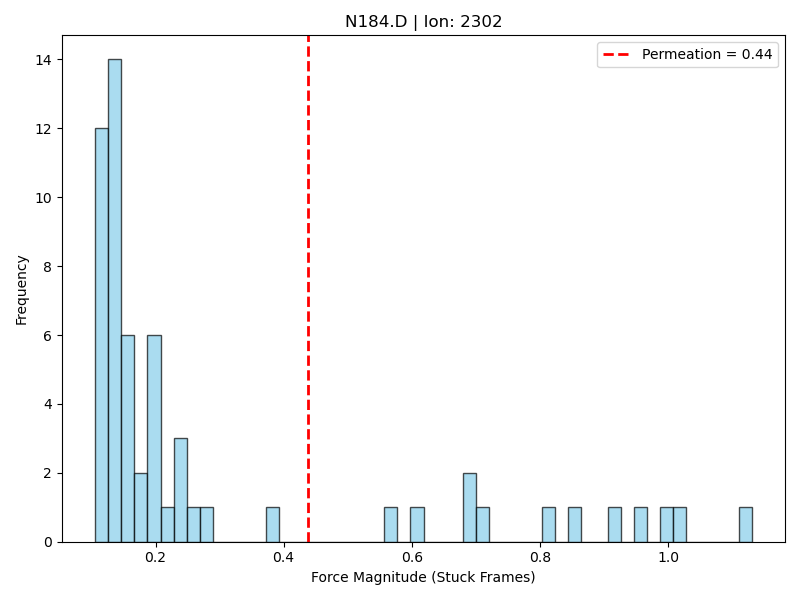 N184.D | Ion: 2302
Permeation = 0.44
14
12
10
8
6
4
2
0
Frequency
0.2 0.4 0.6 0.8 1.0
Force Magnitude (Stuck Frames)